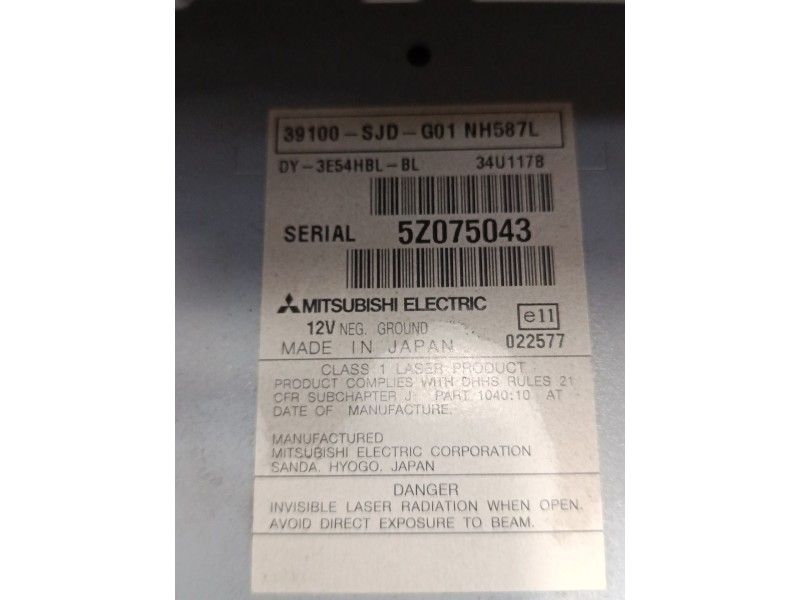 39100-SJD-G01 NH587L
DY-3E54HBL-BL 34U1178
SERIAL 5Z075043
MITSUBISHI ELECTRIC
12V NEG. GROUND e11
MADE IN JAPAN 022577
CLASS 1 LASER PRODUCT
PRODUCT COMPLIES WITH DHHS RULES 21
CFR SUBCHAPTER J PART 1040:10 AT
DATE OF MANUFACTURE.
MANUFACTURED
MITSUBISHI ELECTRIC CORPORATION
SANDA. HYOGO. JAPAN
DANGER
INVISIBLE LASER RADIATION WHEN OPEN.
AVOID DIRECT EXPOSURE TO BEAM.